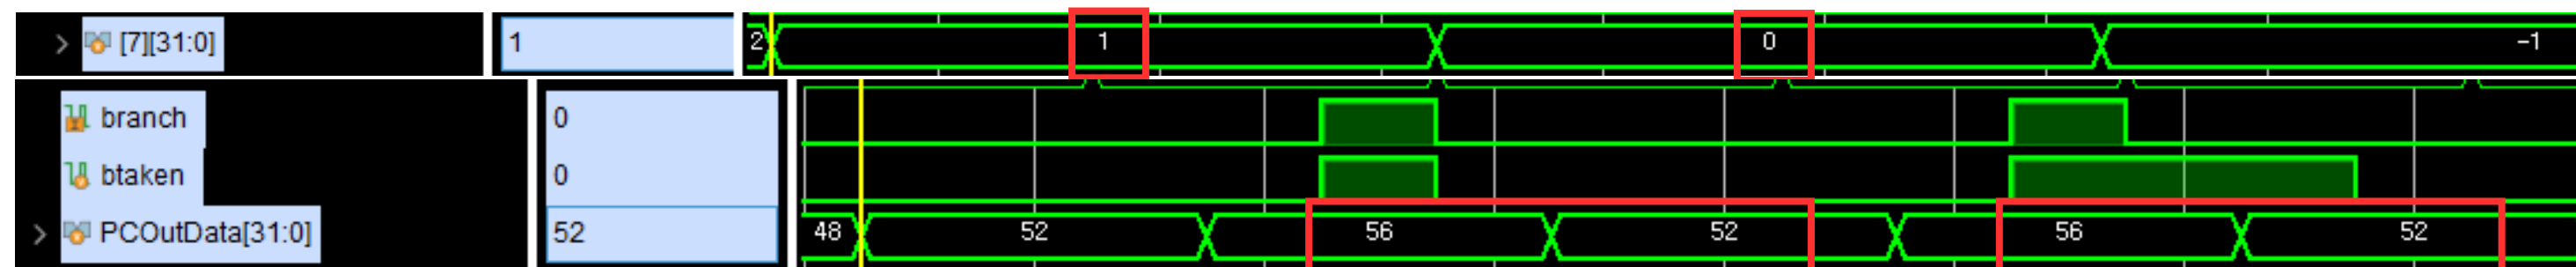 [7][31:0] 1 2 1 0 -1
branch 0
btaken 0
PCOutData[31:0] 52 48 52 56 52 56 52